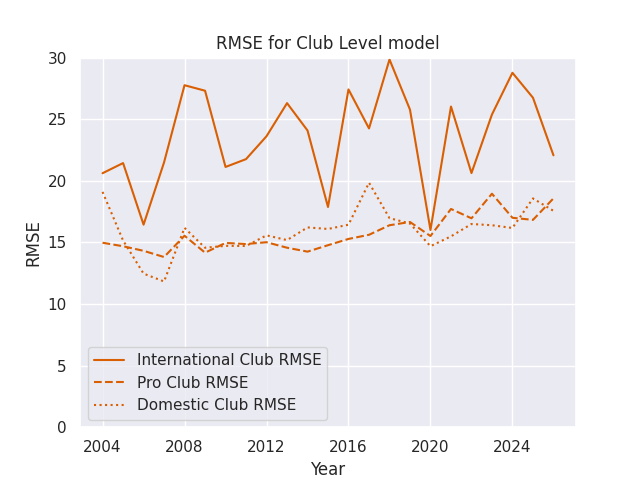 RMSE for Club Level model
30
25
20
15
10
5
0
RMSE
International Club RMSE
Pro Club RMSE
Domestic Club RMSE
2004 2008 2012 2016 2020 2024
Year